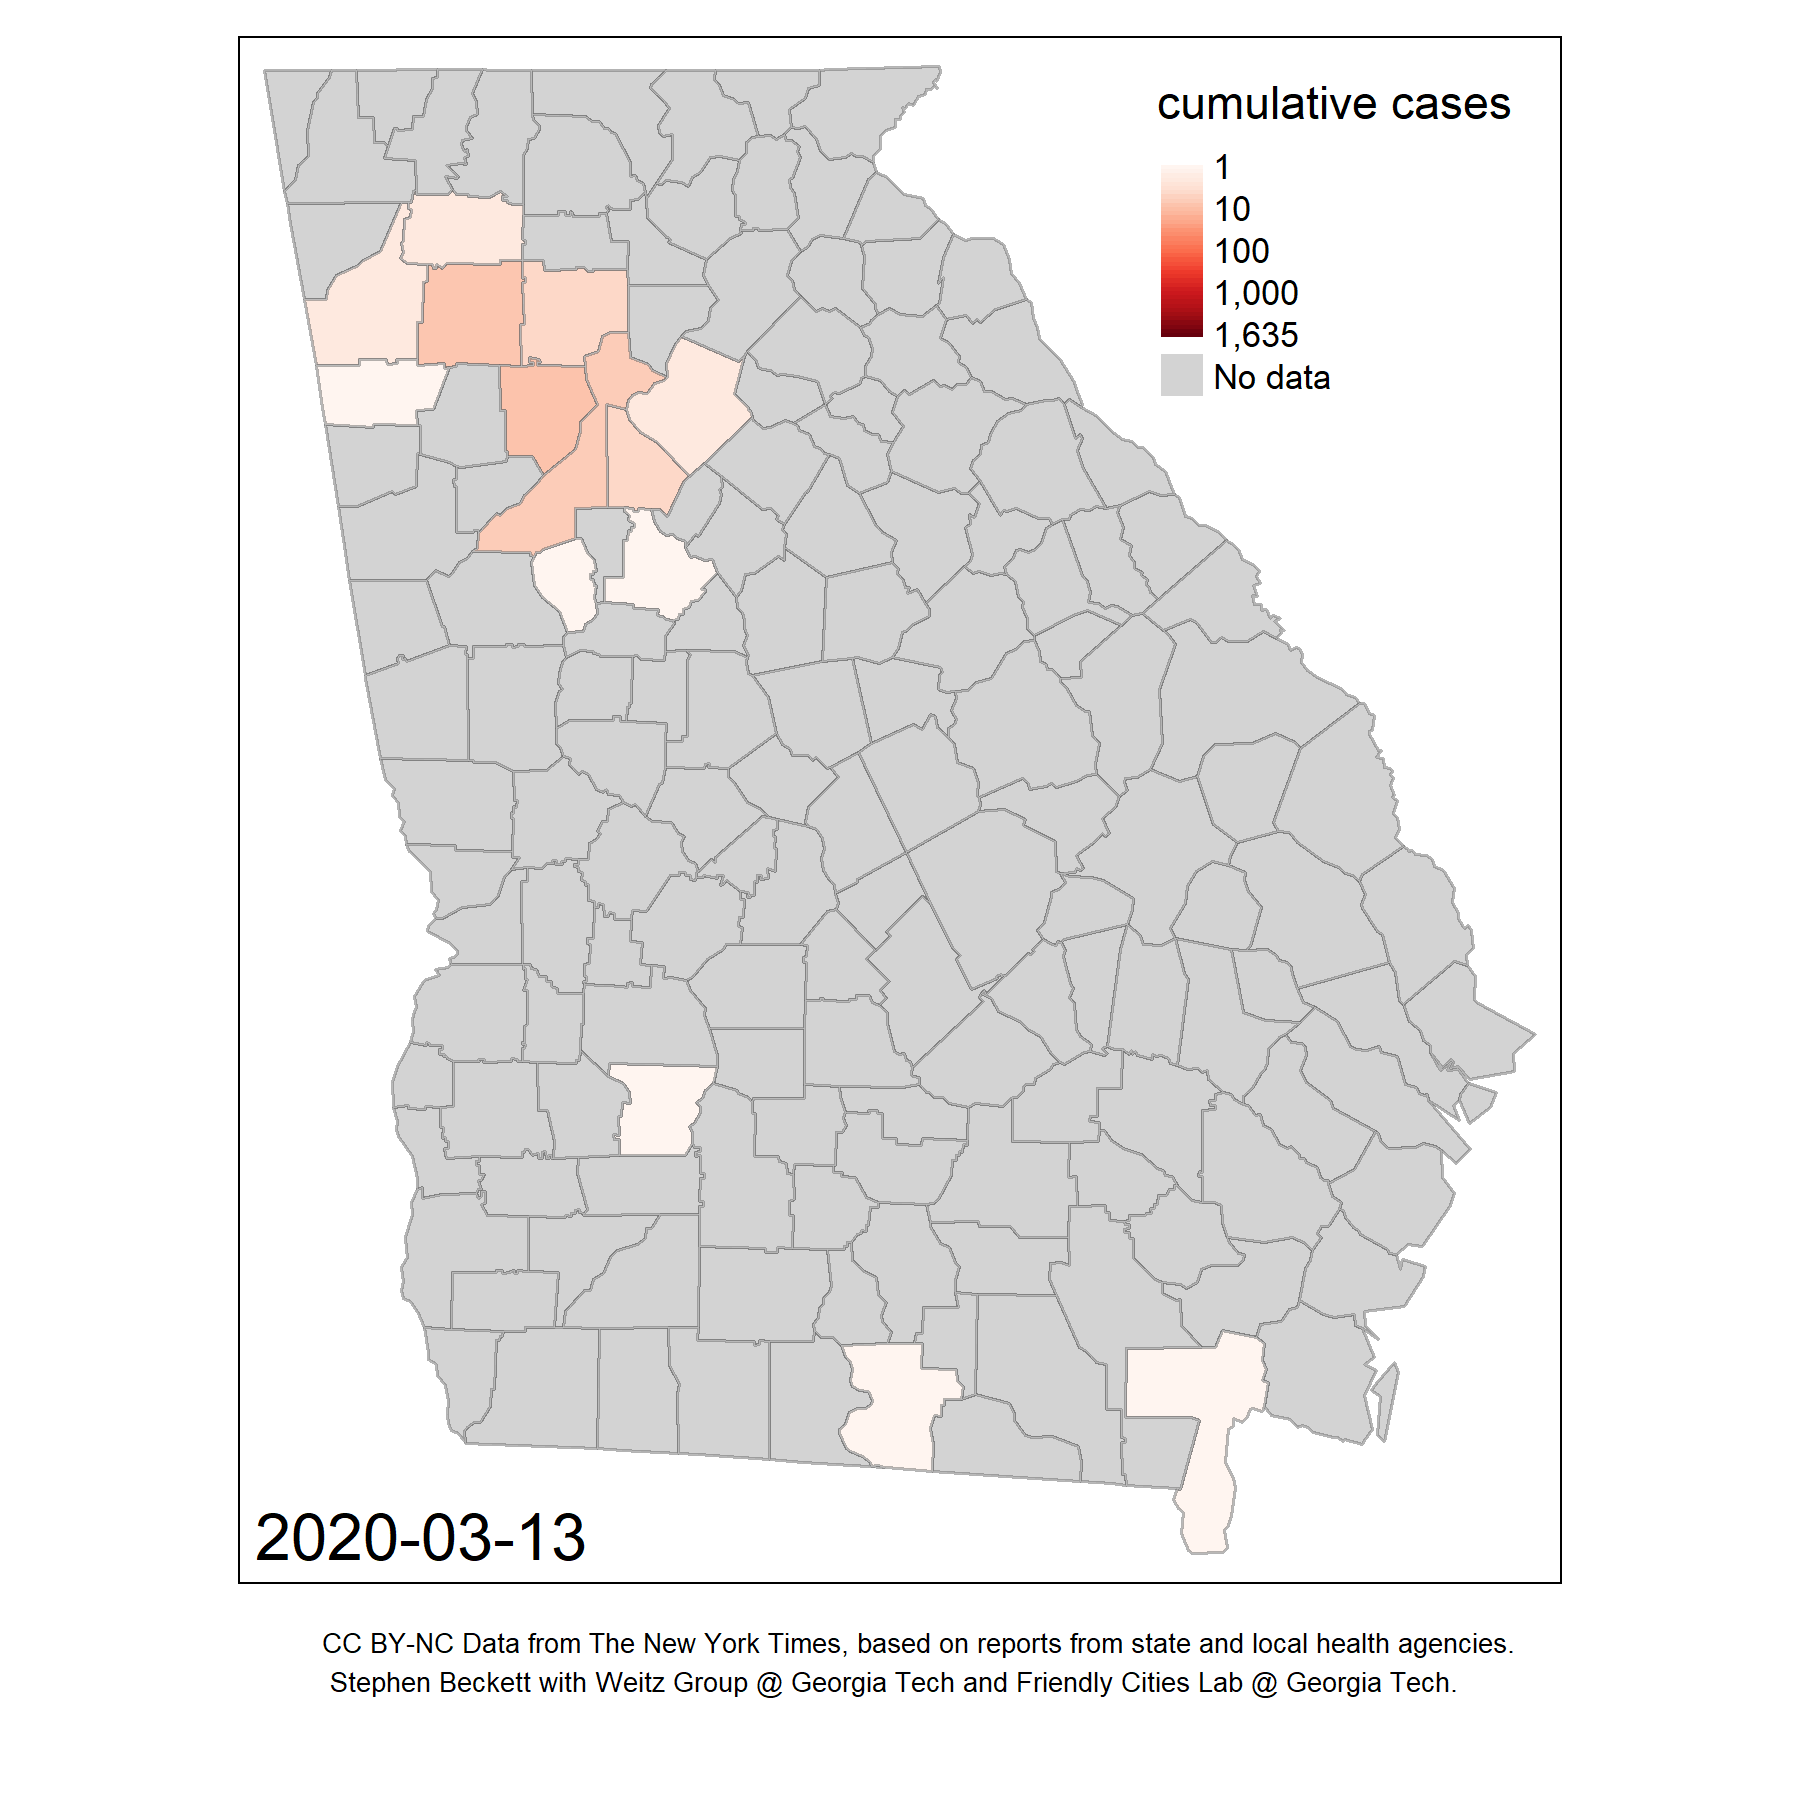 cumulative cases
1
10
100
1,000
1,635
No data
2020-03-13
CC BY-NC Data from The New York Times, based on reports from state and local health agencies.
Stephen Beckett with Weitz Group @ Georgia Tech and Friendly Cities Lab @ Georgia Tech.